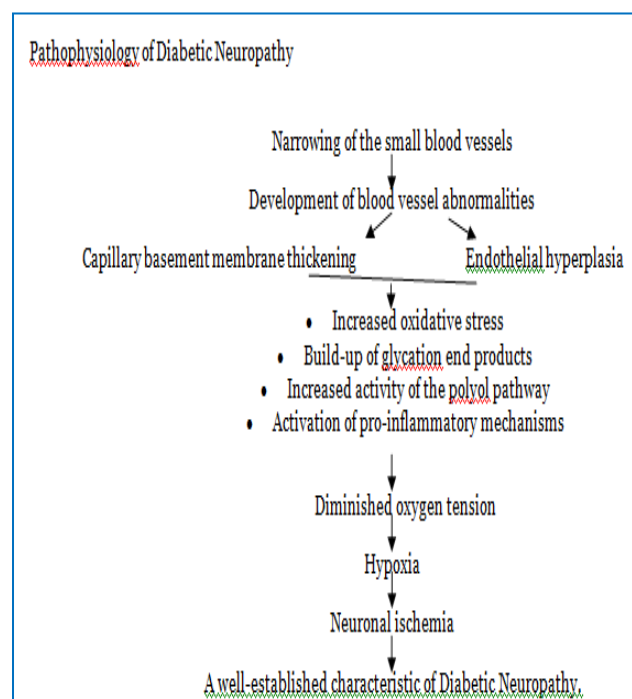 Pathophysiology of Diabetic Neuropathy
Narrowing of the small blood vessels
Development of blood vessel abnormalities
Capillary basement membrane thickening
Endothelial hyperplasia
• Increased oxidative stress
• Build-up of glycation end products
• Increased activity of the polyol pathway
• Activation of pro-inflammatory mechanisms
Diminished oxygen tension
Hypoxia
Neuronal ischemia
A well-established characteristic of Diabetic Neuropathy.